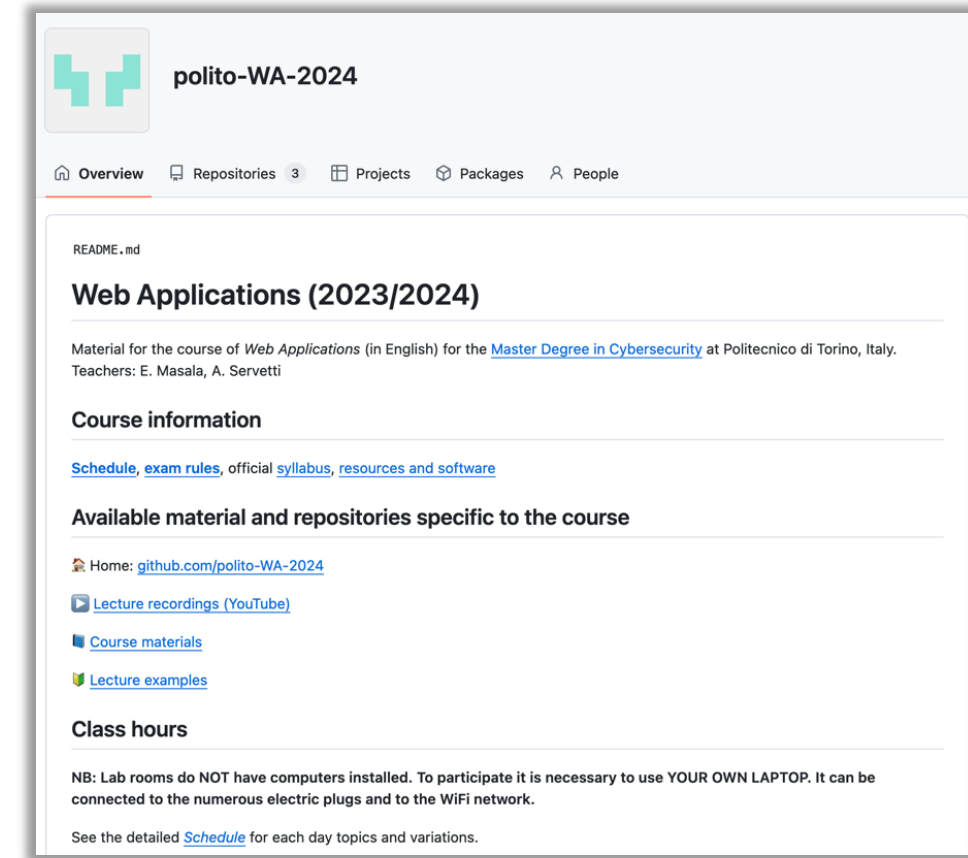 polito-WA-2024
Overview Repositories 3 Projects Packages People
README.md
Web Applications (2023/2024)
Material for the course of Web Applications (in English) for the Master Degree in Cybersecurity at Politecnico di Torino, Italy.
Teachers: E. Masala, A. Servetti
Course information
Schedule, exam rules, official syllabus, resources and software
Available material and repositories specific to the course
Home: github.com/polito-WA-2024
Lecture recordings (YouTube)
Course materials
Lecture examples
Class hours
NB: Lab rooms do NOT have computers installed. To participate it is necessary to use YOUR OWN LAPTOP. It can be
connected to the numerous electric plugs and to the WiFi network.
See the detailed Schedule for each day topics and variations.